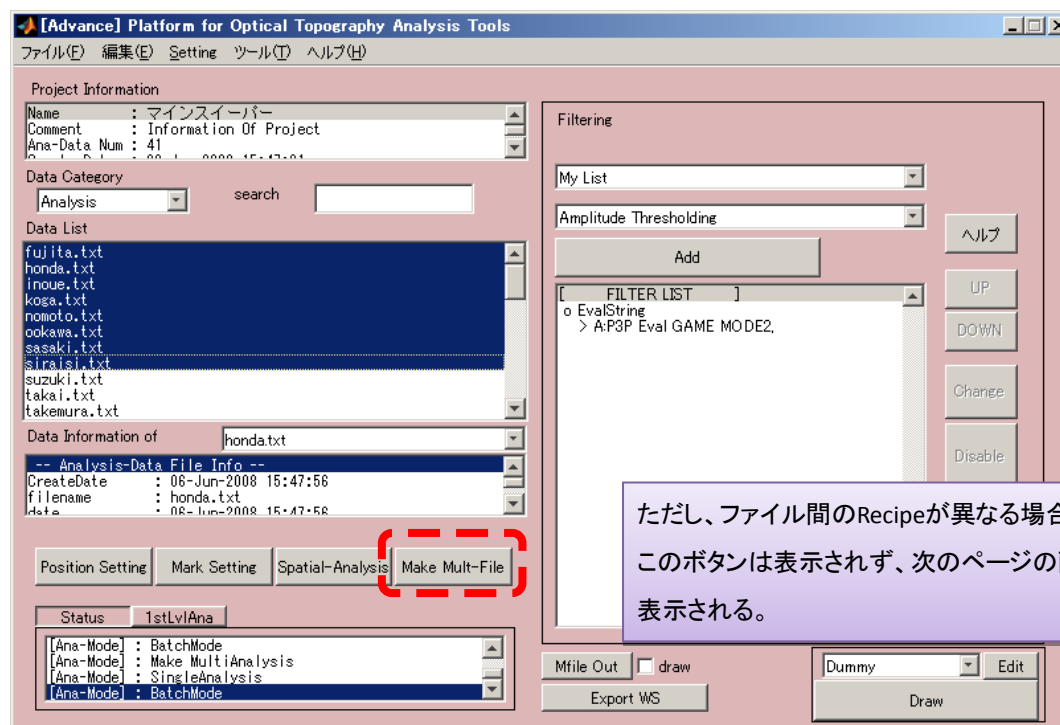 [Advance] Platform for Optical Topography Analysis Tools
ファイル(F) 編集(E) Setting ツール(T) ヘルプ(H)
Project Information
Name : マインスイーパー
Comment : Information Of Project
Ana-Data Num : 41
Data Category
Analysis
search
Data List
fujita.txt
honda.txt
inoue.txt
koga.txt
nomoto.txt
ookawa.txt
sasaki.txt
siraisi.txt
suzuki.txt
takai.txt
takemura.txt
Data Information of
honda.txt
-- Analysis-Data File Info --
CreateDate : 06-Jun-2008 15:47:56
filename : honda.txt
date : 06-Jun-2008 15:47:56
Position Setting
Mark Setting
Spatial-Analysis
Make Mult-File
Status
1stLvlAna
[Ana-Mode] : BatchMode
[Ana-Mode] : Make MultiAnalysis
[Ana-Mode] : SingleAnalysis
[Ana-Mode] : BatchMode
Filtering
My List
Amplitude Thresholding
Add
[ FILTER LIST ]
o EvalString
> A:P3P Eval GAME MODE2,
ヘルプ
UP
DOWN
Change
Disable
ただし、ファイル間のRecipeが異なる場合
このボタンは表示されず、次のページの
表示される。
Mfile Out
draw
Export WS
Dummy
Edit
Draw